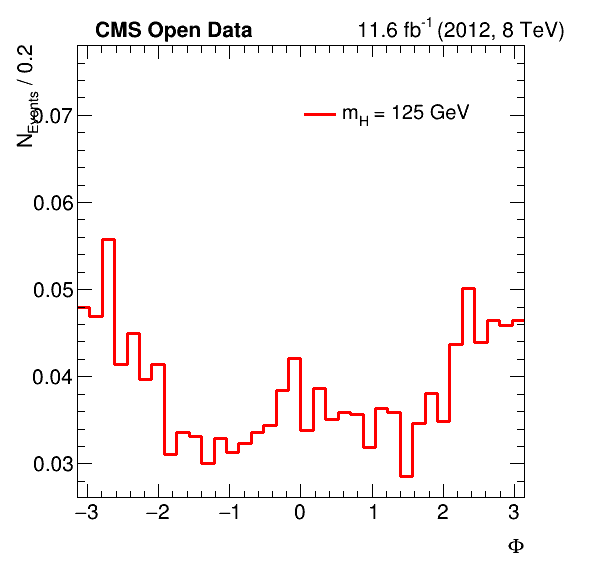 CMS Open Data 11.6 fb-1 (2012, 8 TeV)
NEvents / 0.2
mH = 125 GeV
0.07
0.06
0.05
0.04
0.03
−3 −2 −1 0 1 2 3
Φ